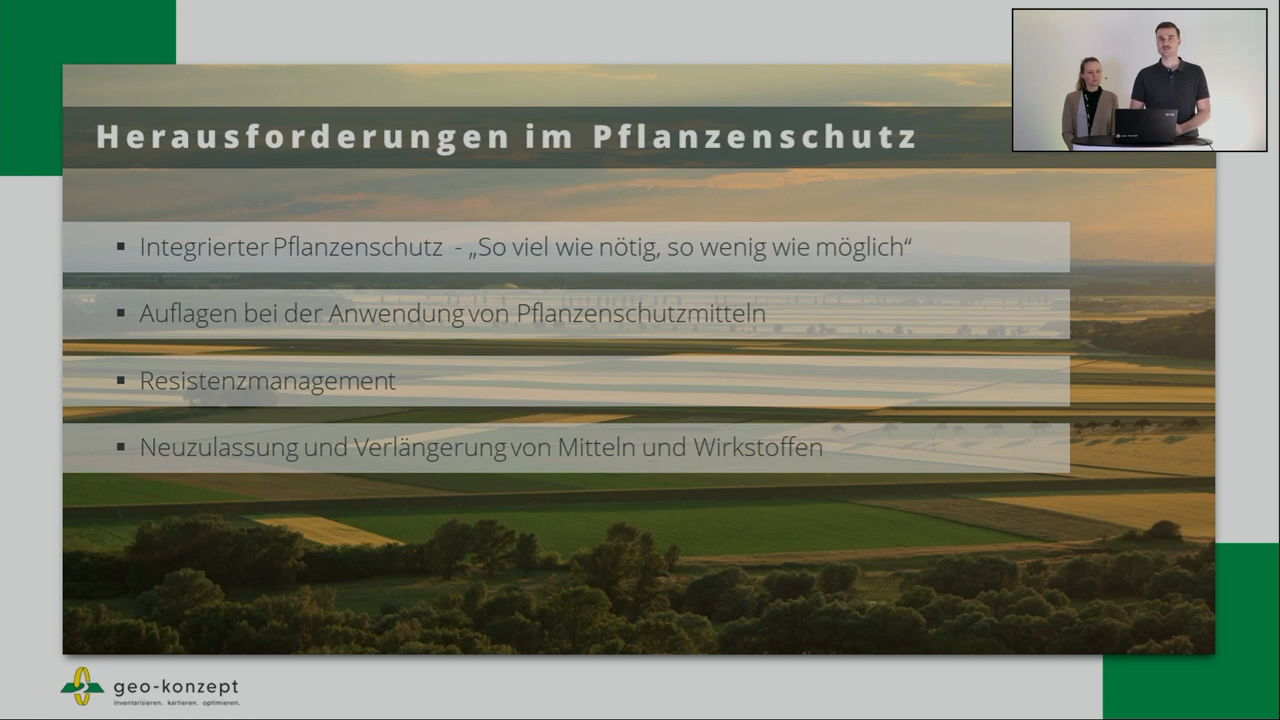 Herausforderungen im Pflanzenschutz
▪ Integrierter Pflanzenschutz - „So viel wie nötig, so wenig wie möglich“
▪ Auflagen bei der Anwendung von Pflanzenschutzmitteln
▪ Resistenzmanagement
▪ Neuzulassung und Verlängerung von Mitteln und Wirkstoffen
geo-konzept
inventarisieren. kartieren. optimieren.